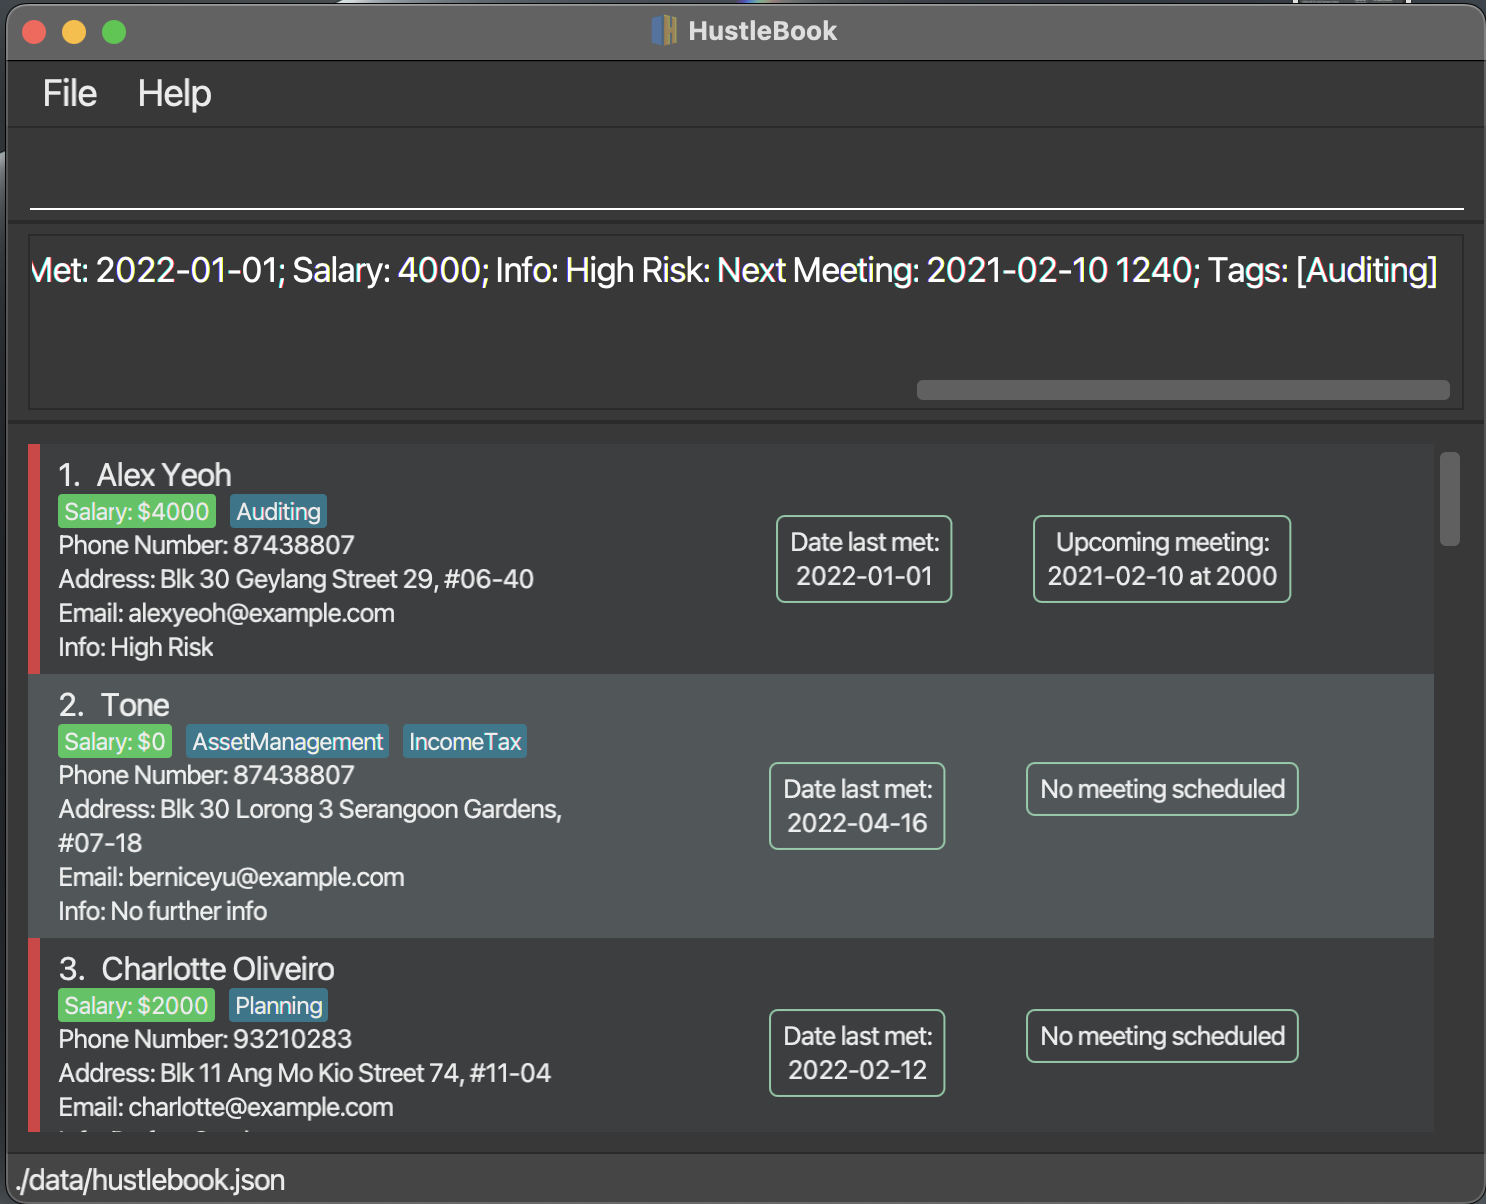 HustleBook
File Help
Met: 2022-01-01; Salary: 4000; Info: High Risk: Next Meeting: 2021-02-10 1240; Tags: [Auditing]
1. Alex Yeoh
Salary: $4000 Auditing
Phone Number: 87438807
Address: Blk 30 Geylang Street 29, #06-40
Email: alexyeoh@example.com
Info: High Risk
Date last met:
2022-01-01
Upcoming meeting:
2021-02-10 at 2000
2. Tone
Salary: $0 AssetManagement IncomeTax
Phone Number: 87438807
Address: Blk 30 Lorong 3 Serangoon Gardens,
#07-18
Email: berniceyu@example.com
Info: No further info
Date last met:
2022-04-16
No meeting scheduled
3. Charlotte Oliveiro
Salary: $2000 Planning
Phone Number: 93210283
Address: Blk 11 Ang Mo Kio Street 74, #11-04
Email: charlotte@example.com
Date last met:
2022-02-12
No meeting scheduled
./data/hustlebook.json